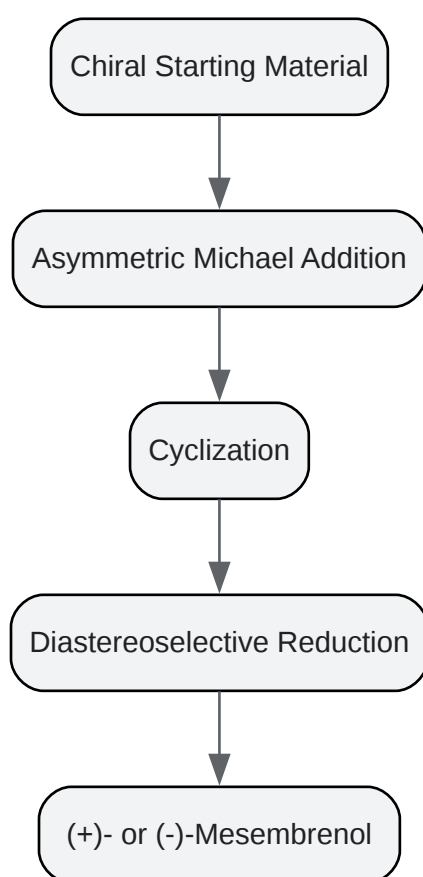 Chiral Starting Material
Asymmetric Michael Addition
Cyclization
Diastereoselective Reduction
(+)- or (-)-Mesembrenol